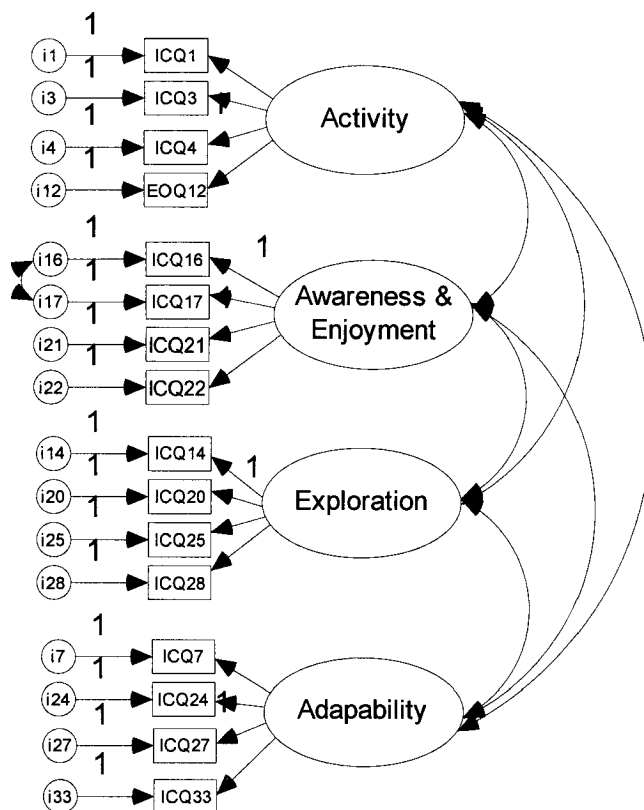 1
i1 ICQ1
1
i3 ICQ3 1
1
i4 ICQ4
1
i12 EOQ12
Activity
1
i16 ICQ16 1
1
i17 ICQ17
1
i21 ICQ21
1
i22 ICQ22
Awareness &
Enjoyment
1
i14 ICQ14 1
1
i20 ICQ20
1
i25 ICQ25
1
i28 ICQ28
Exploration
1
i7 ICQ7
1
i24 ICQ24 1
1
i27 ICQ27
1
i33 ICQ33
Adapability